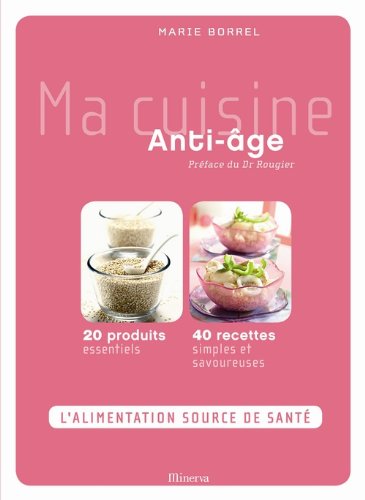 MARIE BORREL
Ma cuisine
Anti-âge
Préface du Dr Rougier
20 produits
essentiels
40 recettes
simples et
savoureuses
L'ALIMENTATION SOURCE DE SANTÉ
Minerva